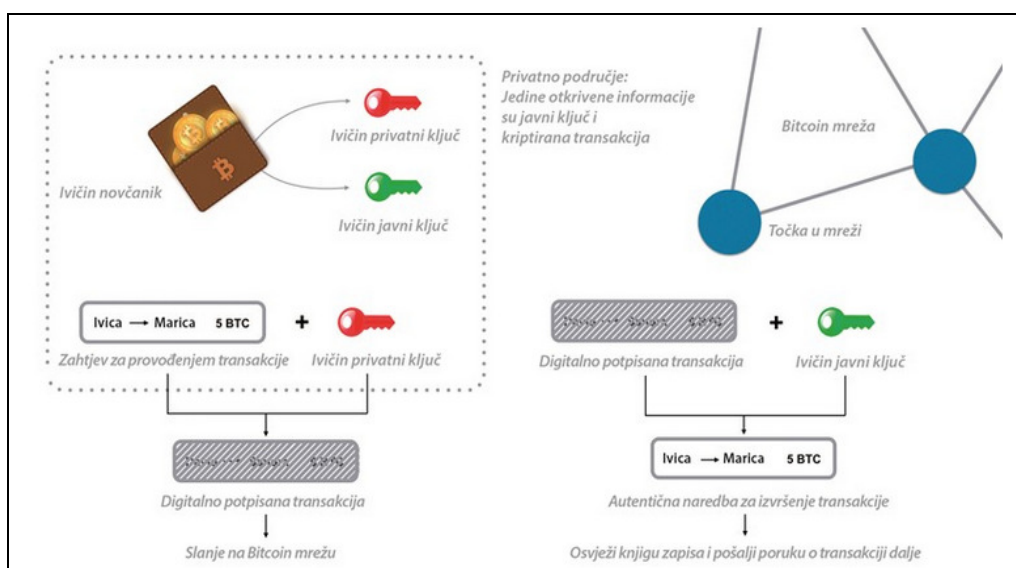 Ivičin novčanik
Ivičin privatni ključ
Ivičin javni ključ
Privatno područje:
Jedine otkrivene informacije
su javni ključ i
kriptirana transakcija
Bitcoin mreža
Točka u mreži
Ivica → Marica 5 BTC
+
Zahtjev za provođenjem transakcije
Ivičin privatni ključ
Digitalno potpisana transakcija
Slanje na Bitcoin mrežu
+
Digitalno potpisana transakcija
Ivičin javni ključ
Ivica → Marica 5 BTC
Autentična naredba za izvršenje transakcije
Osvježi knjigu zapisa i pošalji poruku o transakciji dalje